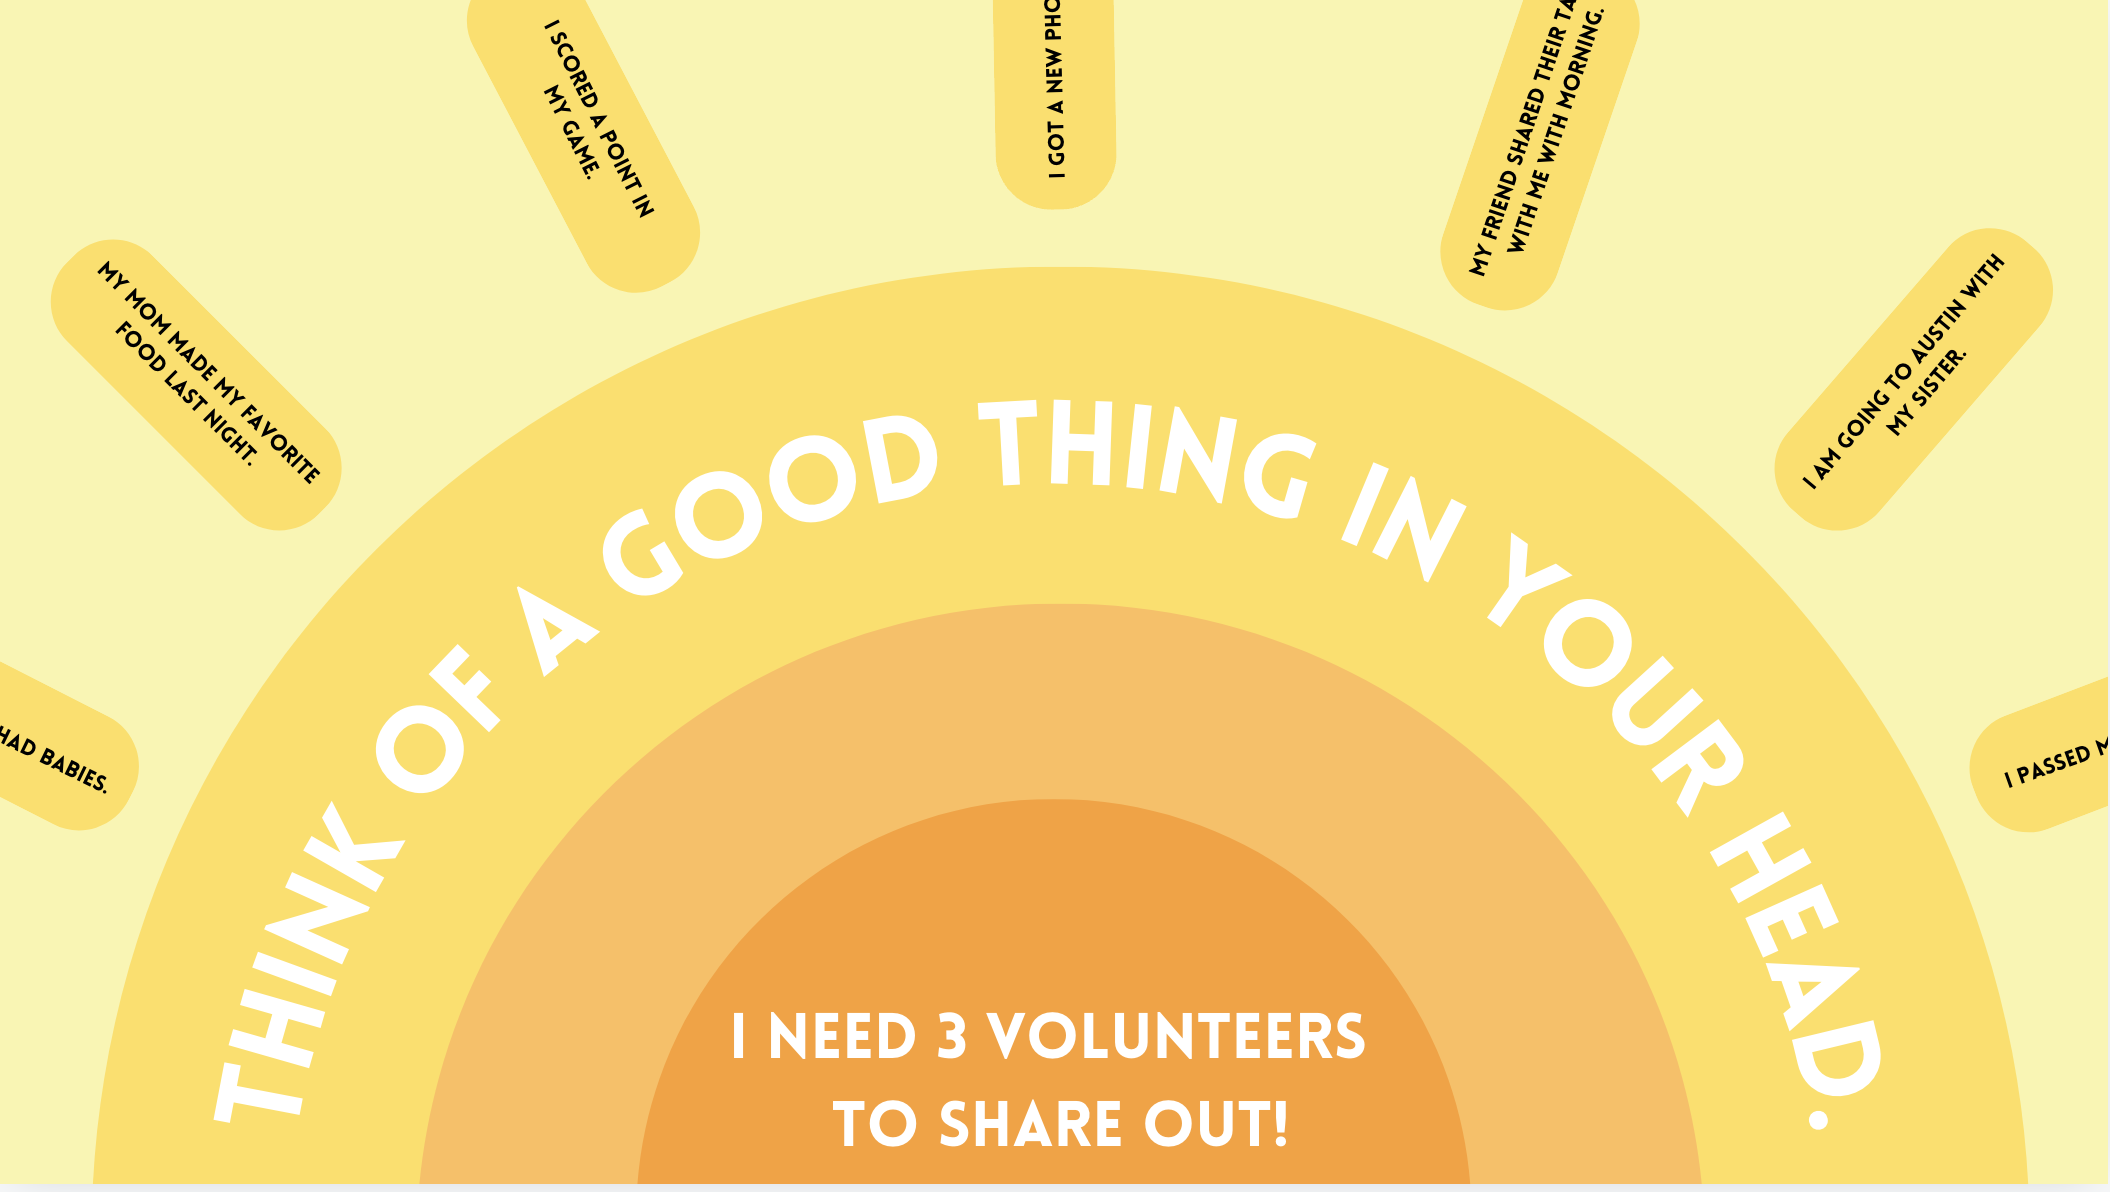 THINK OF A GOOD THING IN YOUR HEAD.
I NEED 3 VOLUNTEERS
TO SHARE OUT!
HAD BABIES.
MY MOM MADE MY FAVORITE
FOOD LAST NIGHT.
I SCORED A POINT IN
MY GAME.
I GOT A NEW
MY FRIEND SHARED THEIR
WITH ME WITH MORNING.
I AM GOING TO AUSTIN WITH
MY SISTER.
I PASSED